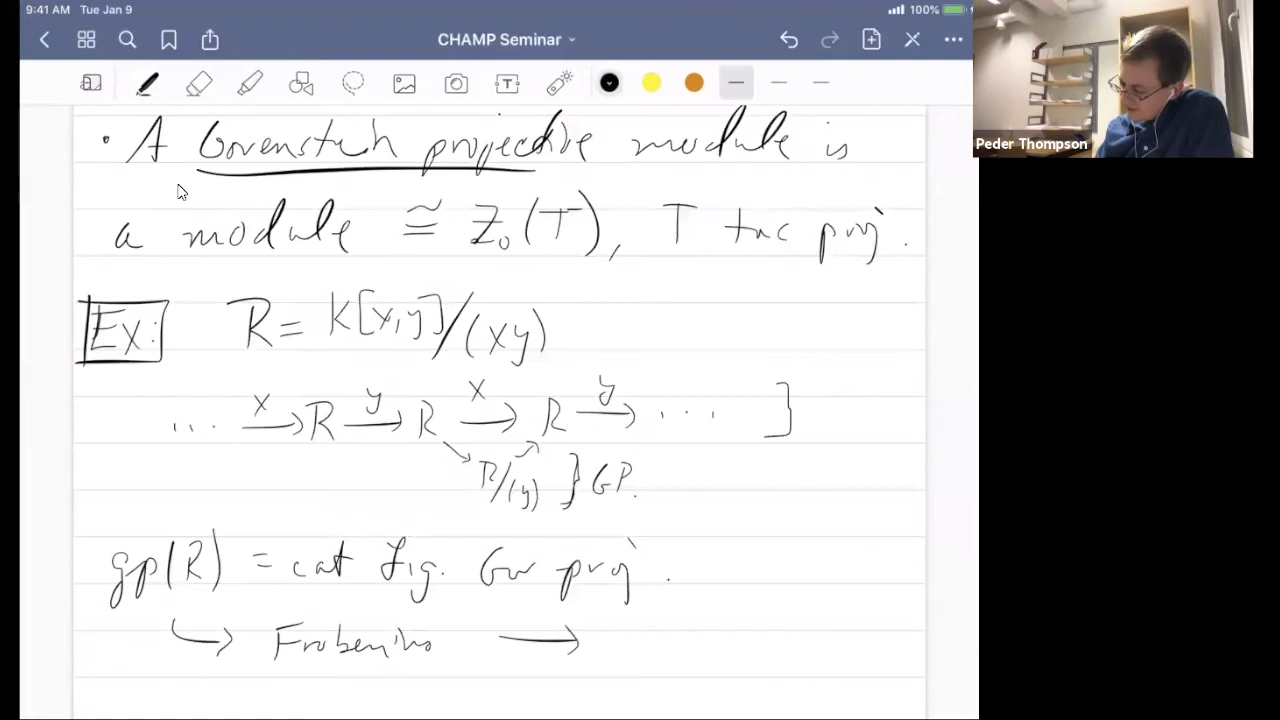 9:41 AM Tue Jan 9
100%
CHAMP Seminar
Peder Thompson
• A Gorenstein projective module is
a module ≅ Z₀(T), T tac proj.
Ex: R = k[x,y]/(xy)
... x→ R y→ R x→ R y→ ... }
R/(y) } GP.
gp(R) = cat f.g. Gor proj.
↳ Frobenius →